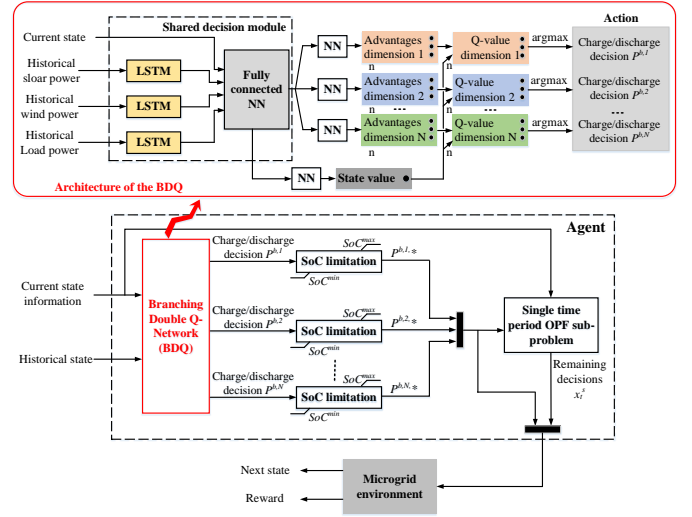 Shared decision module
Action
Current state
Historical
sloar power
LSTM
Historical
wind power
LSTM
Historical
Load power
LSTM
Fully
connected
NN
NN
Advantages
dimension 1
n
Q-value
dimension 1
n
argmax
Charge/discharge
decision P^{b,1}
NN
Advantages
dimension 2
n
...
Q-value
dimension 2
n
...
argmax
Charge/discharge
decision P^{b,2}
...
NN
Advantages
dimension N
n
Q-value
dimension N
n
argmax
Charge/discharge
decision P^{b,N}
NN
State value
Architecture of the BDQ
Agent
Current state
information
Historical state
Branching
Double Q-
Network
(BDQ)
Charge/discharge
decision P^{b,1}
SoC^{max}
SoC limitation
SoC^{min}
P^{b,1,}*
Charge/discharge
decision P^{b,2}
SoC^{max}
SoC limitation
SoC^{min}
P^{b,2,}*
Charge/discharge
decision P^{b,N}
SoC^{max}
SoC limitation
SoC^{min}
P^{b,N,}*
Single time
period OPF sub-
problem
Remaining
decisions
x_t^s
Next state
Reward
Microgrid
environment